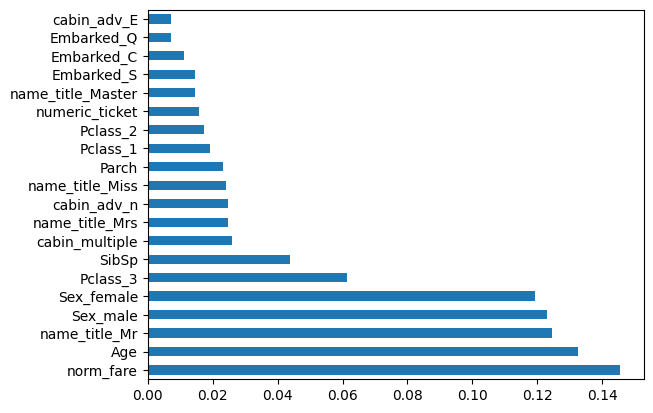 cabin_adv_E
Embarked_Q
Embarked_C
Embarked_S
name_title_Master
numeric_ticket
Pclass_2
Pclass_1
Parch
name_title_Miss
cabin_adv_n
name_title_Mrs
cabin_multiple
SibSp
Pclass_3
Sex_female
Sex_male
name_title_Mr
Age
norm_fare
0.00 0.02 0.04 0.06 0.08 0.10 0.12 0.14